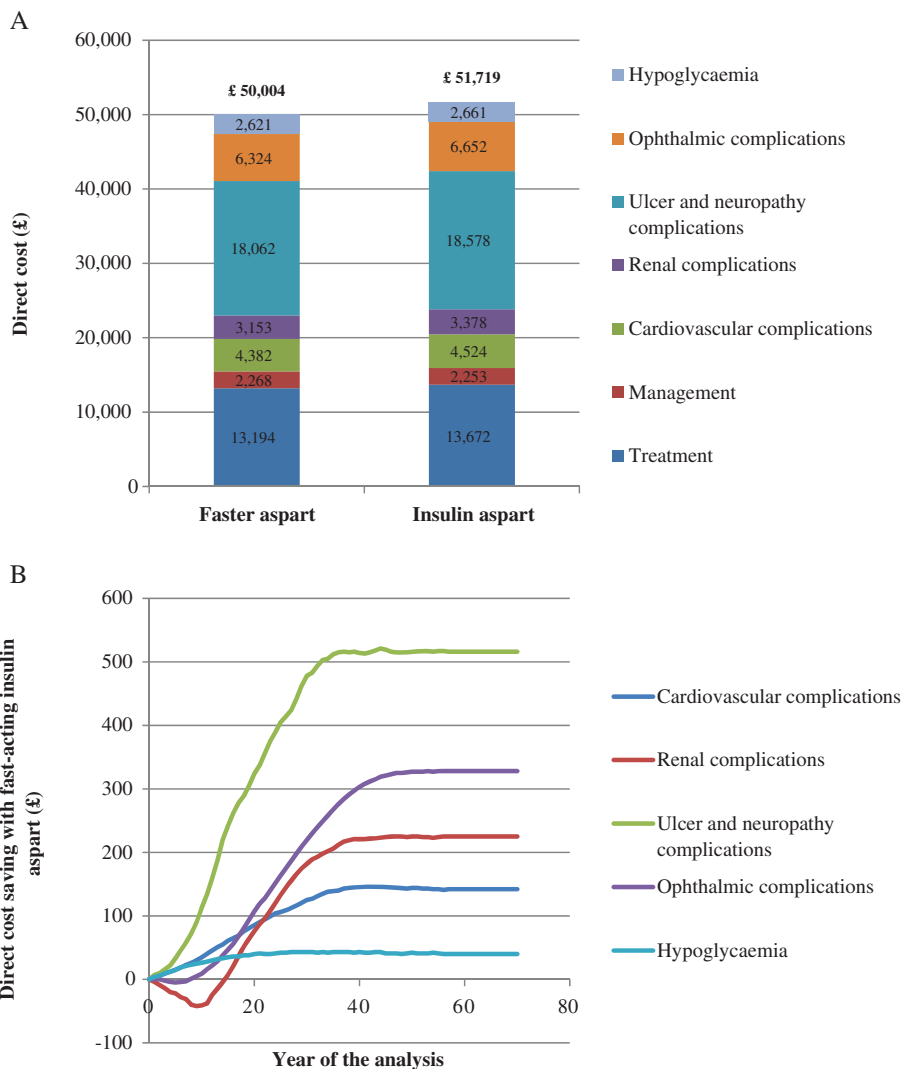 A
60,000
50,000
40,000
30,000
20,000
10,000
0
Direct cost (£)
£ 50,004
2,621
6,324
18,062
3,153
4,382
2,268
13,194
£ 51,719
2,661
6,652
18,578
3,378
4,524
2,253
13,672
Faster aspart
Insulin aspart
Hypoglycaemia
Ophthalmic complications
Ulcer and neuropathy
complications
Renal complications
Cardiovascular complications
Management
Treatment
B
Direct cost saving with fast-acting insulin
aspart (£)
600
500
400
300
200
100
0
-100
0
20
40
60
80
Year of the analysis
Cardiovascular complications
Renal complications
Ulcer and neuropathy
complications
Ophthalmic complications
Hypoglycaemia